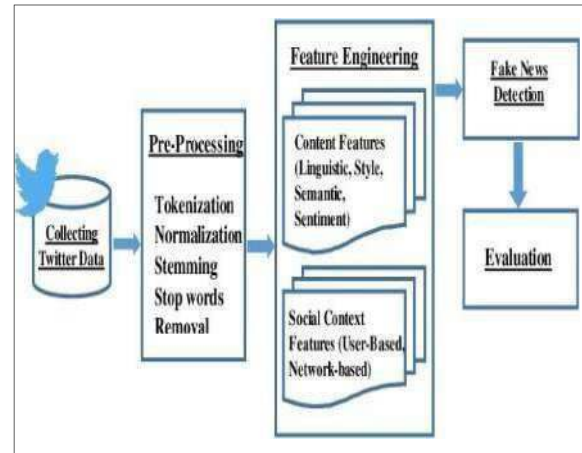 Collecting
Twitter Data
Pre-Processing
Tokenization
Normalization
Stemming
Stop words
Removal
Feature Engineering
Content Features
(Linguistic, Style,
Semantic,
Sentiment)
Social Context
Features (User-Based,
Network-based)
Fake News
Detection
Evaluation